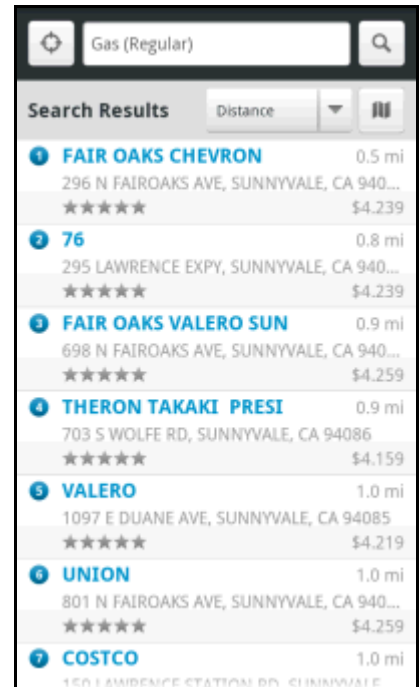 Gas (Regular)
Search Results Distance
1 FAIR OAKS CHEVRON 0.5 mi
296 N FAIROAKS AVE, SUNNYVALE, CA 940...
$4.239
2 76 0.8 mi
295 LAWRENCE EXPY, SUNNYVALE, CA 940...
$4.239
3 FAIR OAKS VALERO SUN 0.9 mi
698 N FAIROAKS AVE, SUNNYVALE, CA 940...
$4.259
4 THERON TAKAKI PRESI 0.9 mi
703 S WOLFE RD, SUNNYVALE, CA 94086
$4.159
5 VALERO 1.0 mi
1097 E DUANE AVE, SUNNYVALE, CA 94085
$4.219
6 UNION 1.0 mi
801 N FAIROAKS AVE, SUNNYVALE, CA 940...
$4.259
7 COSTCO 1.0 mi
150 LAWRENCE STATION RD, SUNNYVALE